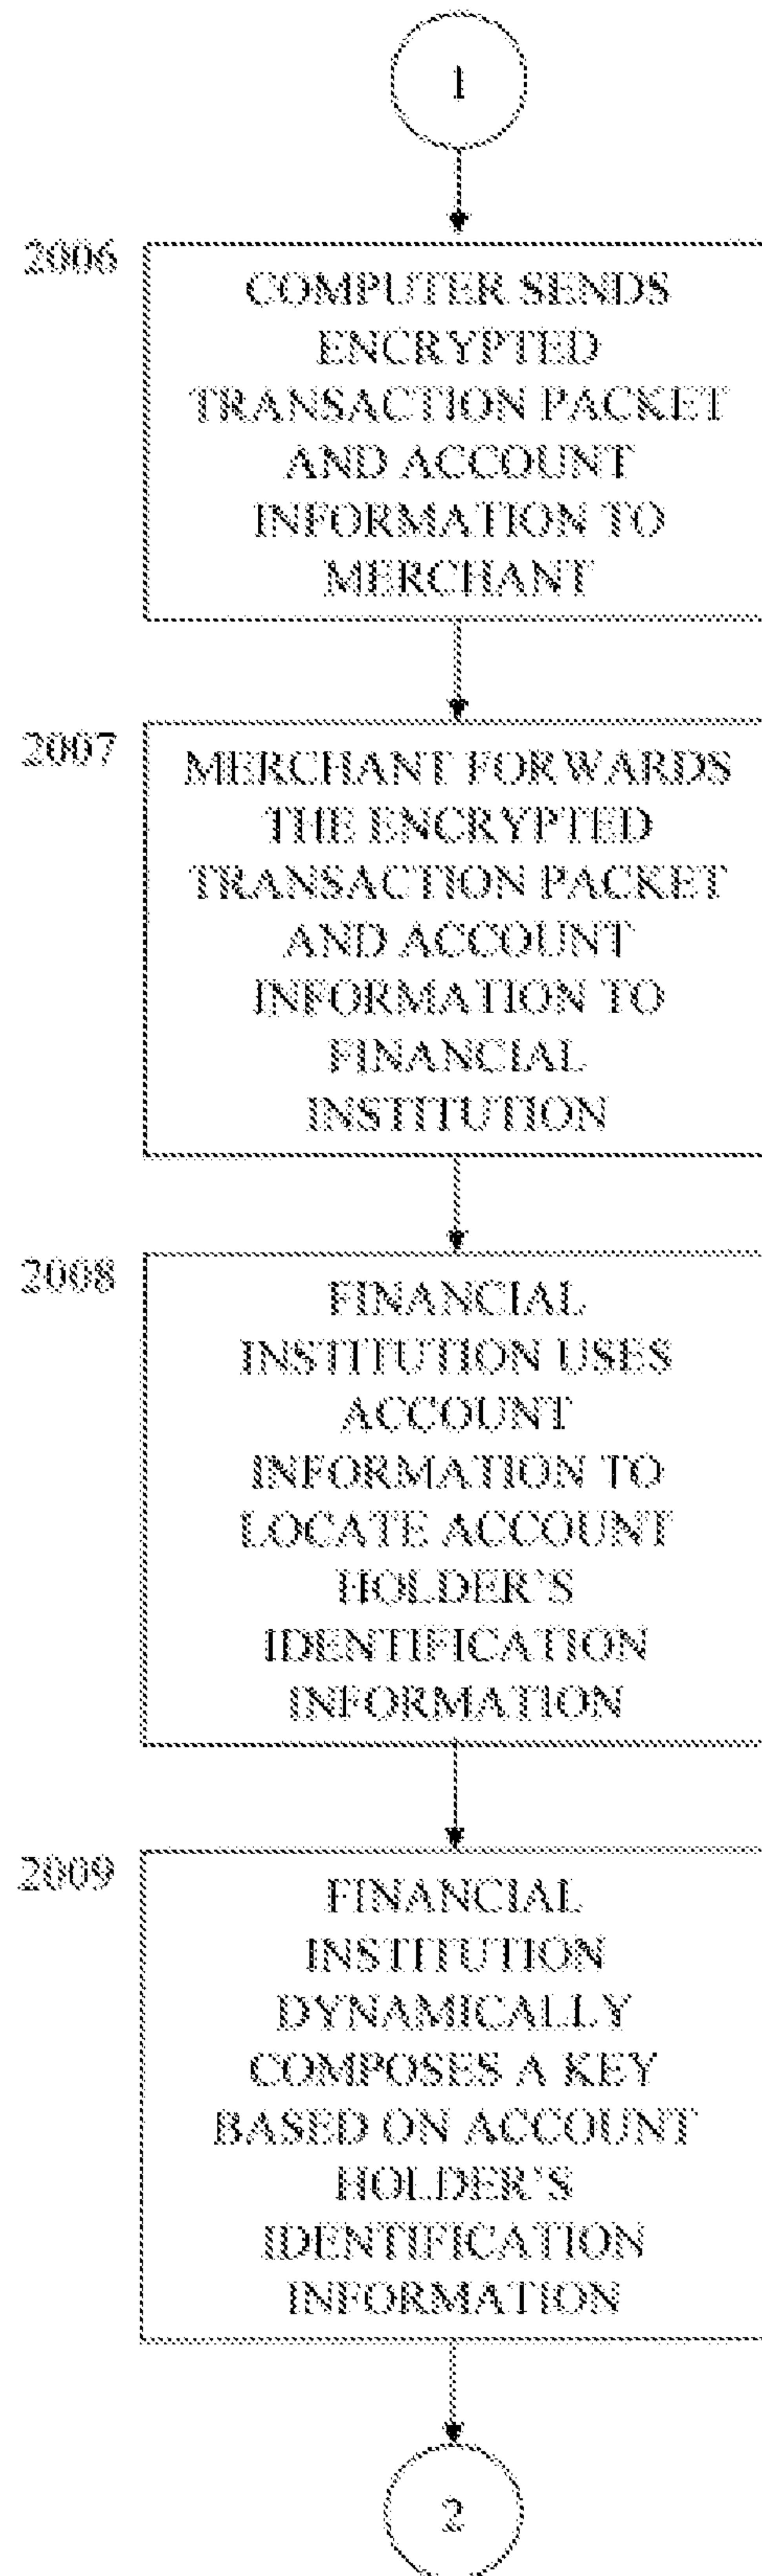 1
2006
COMPUTER SENDS
ENCRYPTED
TRANSACTION PACKET
AND ACCOUNT
INFORMATION TO
MERCHANT
2007
MERCHANT FORWARDS
THE ENCRYPTED
TRANSACTION PACKET
AND ACCOUNT
INFORMATION TO
FINANCIAL
INSTITUTION
2008
FINANCIAL
INSTITUTION USES
ACCOUNT
INFORMATION TO
LOCATE ACCOUNT
HOLDER'S
IDENTIFICATION
INFORMATION
2009
FINANCIAL
INSTITUTION
DYNAMICALLY
COMPOSES A KEY
BASED ON ACCOUNT
HOLDER'S
IDENTIFICATION
INFORMATION
2